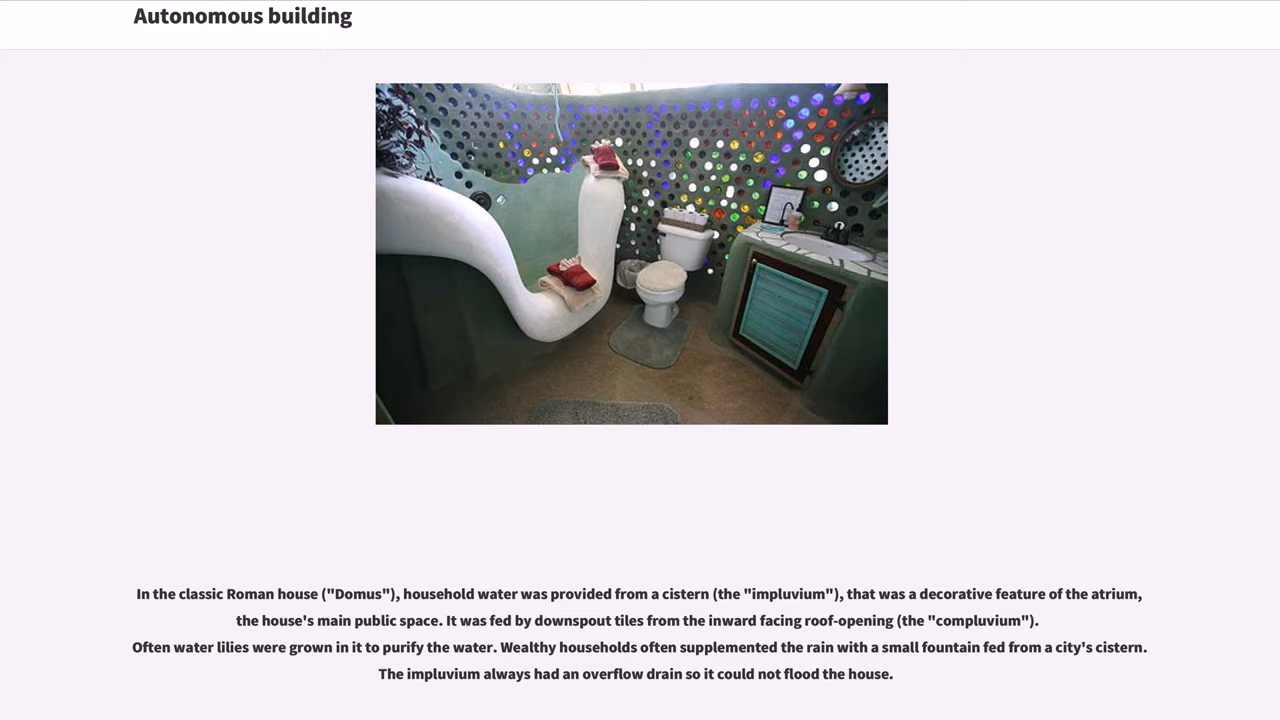 Autonomous building
In the classic Roman house ("Domus"), household water was provided from a cistern (the "impluvium"), that was a decorative feature of the atrium,
the house's main public space. It was fed by downspout tiles from the inward facing roof-opening (the "compluvium").
Often water lilies were grown in it to purify the water. Wealthy households often supplemented the rain with a small fountain fed from a city's cistern.
The impluvium always had an overflow drain so it could not flood the house.